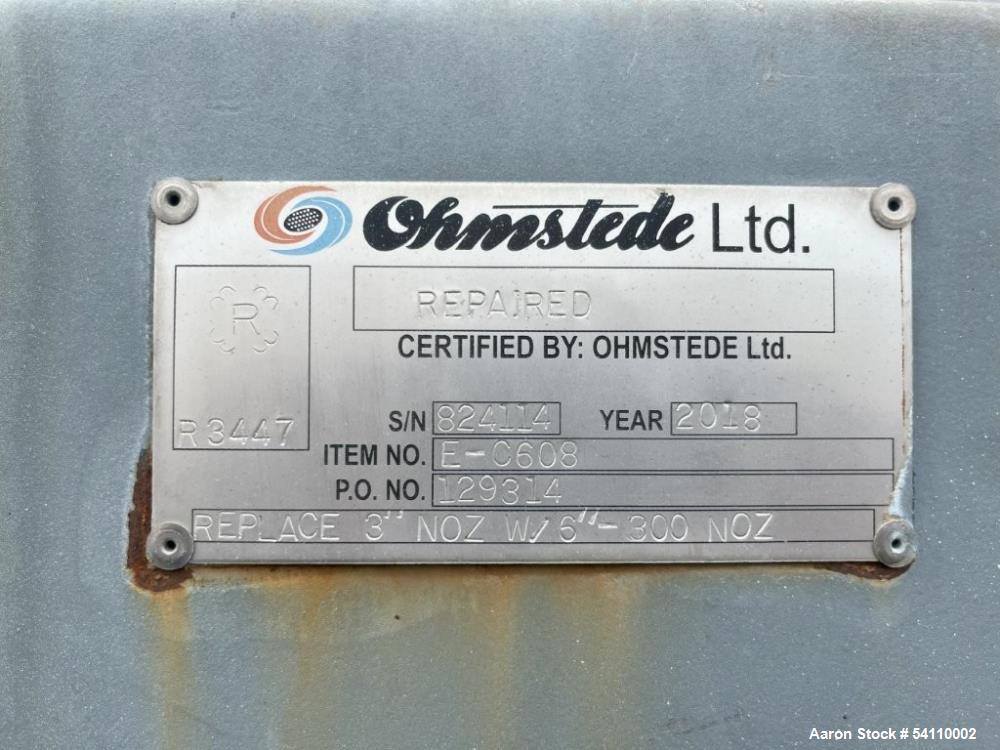 Ohmstede Ltd.
R
REPAIRED
CERTIFIED BY: OHMSTEDE Ltd.
R3447
S/N 824114 YEAR 2018
ITEM NO. E-C608
P.O. NO. 129314
REPLACE 3" NOZ W/ 6"-300 NOZ
Aaron Stock # 54110002